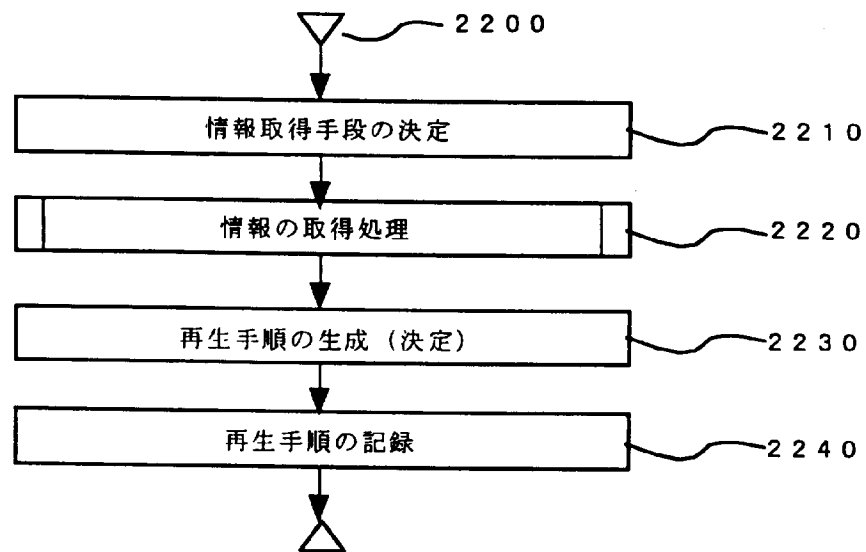 2200
情報取得手段の決定
2210
情報の取得処理
2220
再生手順の生成(決定)
2230
再生手順の記録
2240